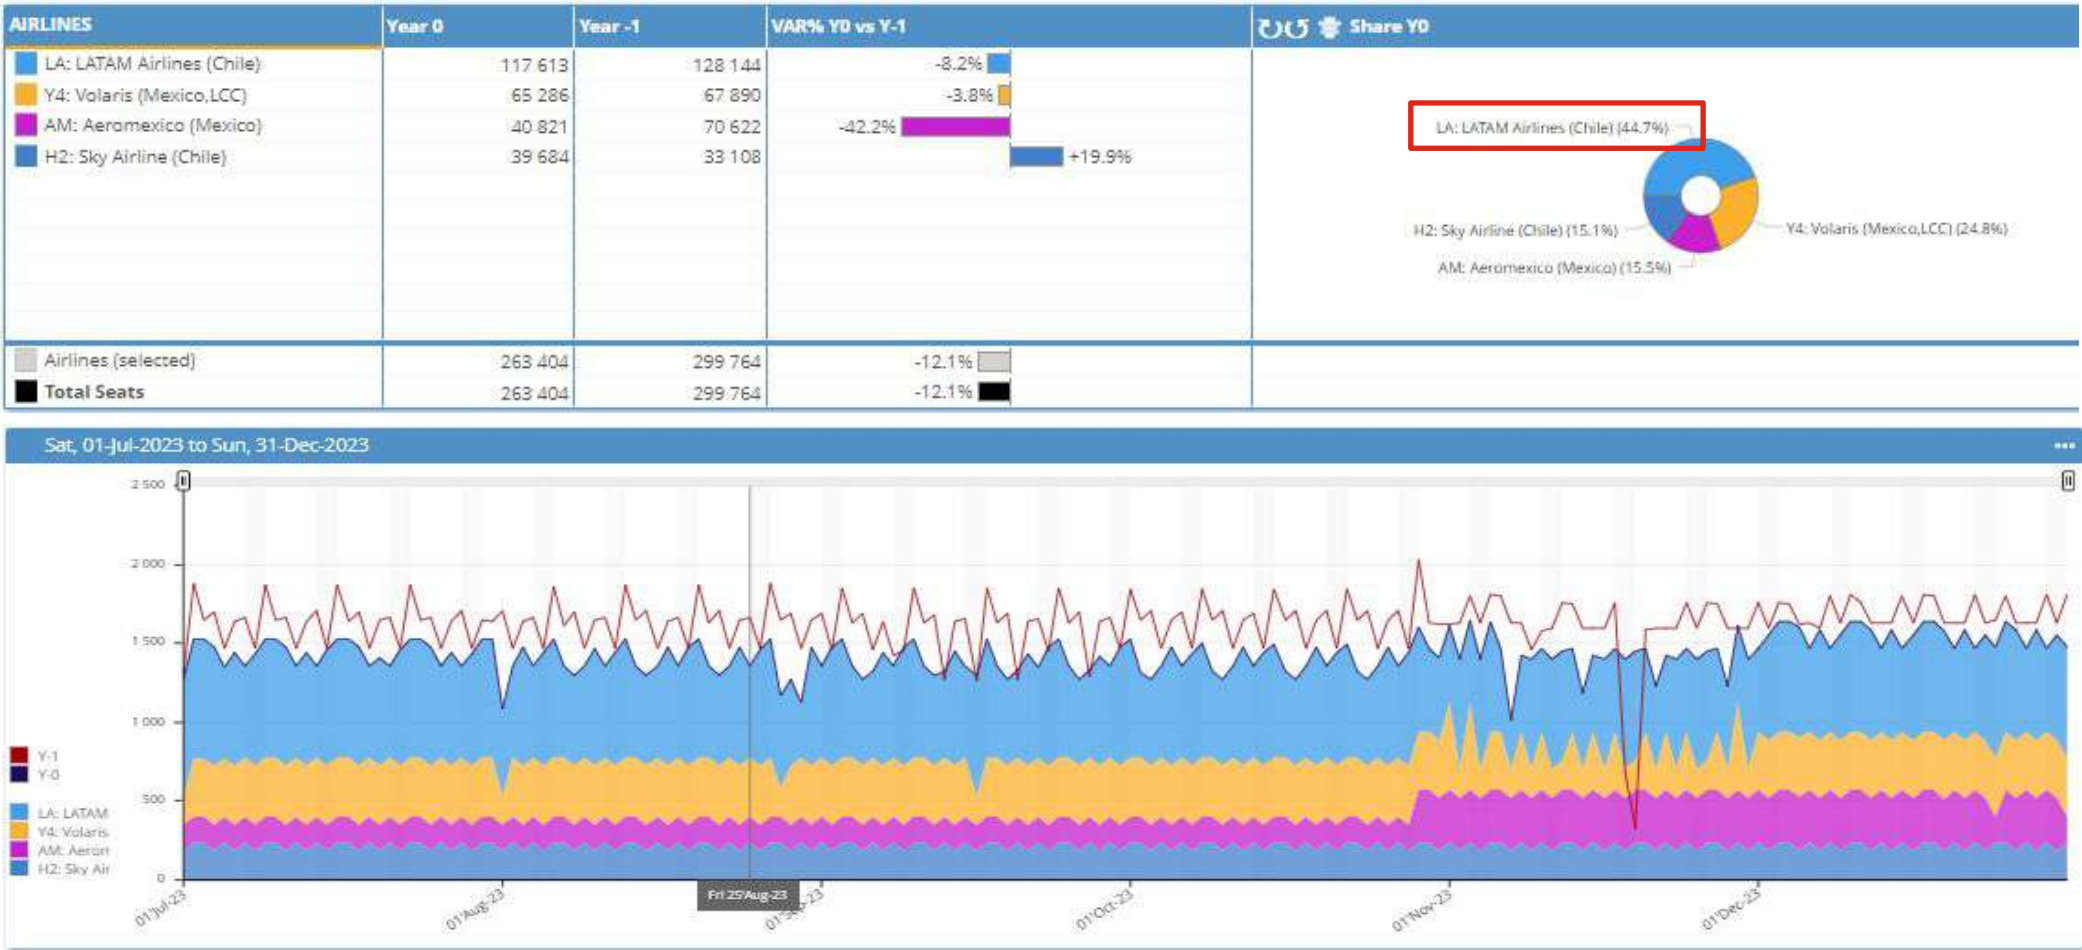 AIRLINES Year 0 Year -1 VAR% Y0 vs Y-1 Share Y0
LA: LATAM Airlines (Chile) 117 613 128 144 -8.2%
Y4: Volaris (Mexico,LCC) 65 286 67 890 -3.8%
AM: Aeromexico (Mexico) 40 821 70 622 -42.2%
H2: Sky Airline (Chile) 39 684 33 108 +19.9%
LA: LATAM Airlines (Chile) (44.7%)
H2: Sky Airline (Chile) (15.1%)
Y4: Volaris (Mexico,LCC) (24.8%)
AM: Aeromexico (Mexico) (15.5%)
Airlines (selected) 263 404 299 764 -12.1%
Total Seats 263 404 299 764 -12.1%
Sat, 01-Jul-2023 to Sun, 31-Dec-2023
2 500
2 000
1 500
1 000
500
0
Y-1
Y-0
LA: LATAM
Y4: Volaris
AM: Aeron
H2: Sky Air
01'Jul-23
01'Aug-23
Fri 25'Aug-23
01'Sep-23
01'Oct-23
01'Nov-23
01'Dec-23